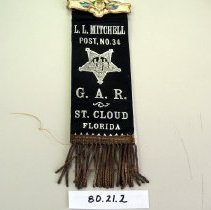 L. L. MITCHELL
POST, NO. 34
G. A. R.
ST. CLOUD
FLORIDA
80.21.2